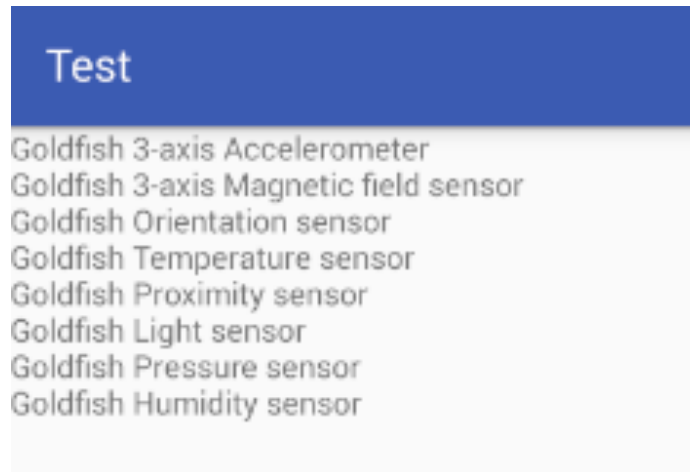 Test
Goldfish 3-axis Accelerometer
Goldfish 3-axis Magnetic field sensor
Goldfish Orientation sensor
Goldfish Temperature sensor
Goldfish Proximity sensor
Goldfish Light sensor
Goldfish Pressure sensor
Goldfish Humidity sensor